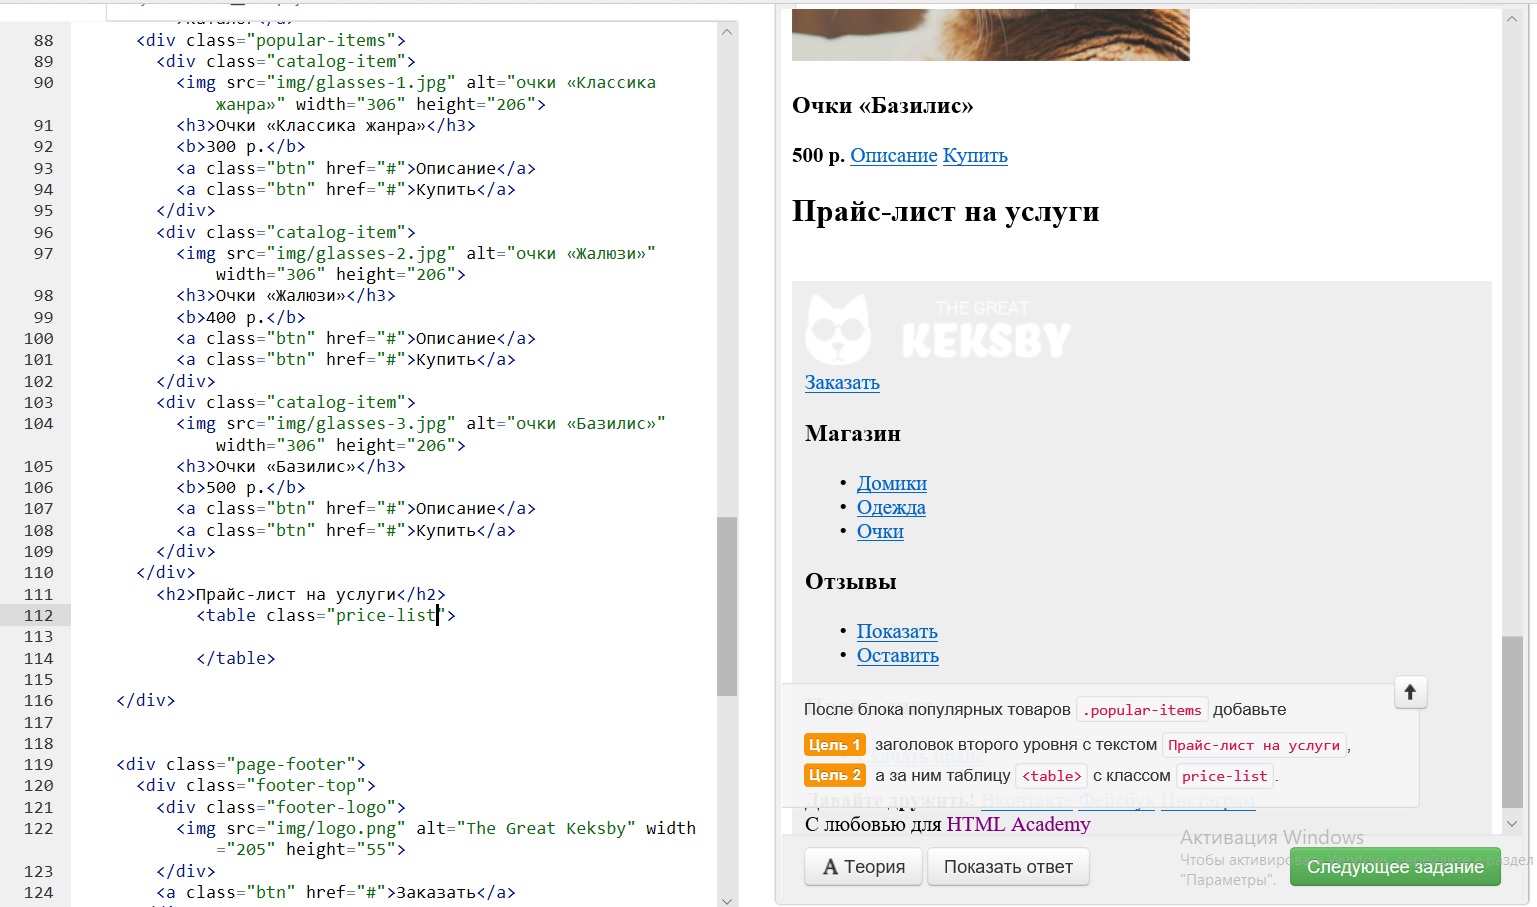 88 <div class="popular-items">
89 <div class="catalog-item">
90 <img src="img/glasses-1.jpg" alt="очки «Классика
жанра»" width="306" height="206">
91 <h3>Очки «Классика жанра»</h3>
92 <b>300 р.</b>
93 <a class="btn" href="#">Описание</a>
94 <a class="btn" href="#">Купить</a>
95 </div>
96 <div class="catalog-item">
97 <img src="img/glasses-2.jpg" alt="очки «Жалюзи»"
width="306" height="206">
98 <h3>Очки «Жалюзи»</h3>
99 <b>400 р.</b>
100 <a class="btn" href="#">Описание</a>
101 <a class="btn" href="#">Купить</a>
102 </div>
103 <div class="catalog-item">
104 <img src="img/glasses-3.jpg" alt="очки «Базилис»"
width="306" height="206">
105 <h3>Очки «Базилис»</h3>
106 <b>500 р.</b>
107 <a class="btn" href="#">Описание</a>
108 <a class="btn" href="#">Купить</a>
109 </div>
110 </div>
111 <h2>Прайс-лист на услуги</h2>
112 <table class="price-list">
113
114 </table>
115
116 </div>
117
118
119 <div class="page-footer">
120 <div class="footer-top">
121 <div class="footer-logo">
122 <img src="img/logo.png" alt="The Great Keksby" width
="205" height="55">
123 </div>
124 <a class="btn" href="#">Заказать</a>
Очки «Базилис»
500 р. Описание Купить
Прайс-лист на услуги
THE GREAT
KEKSBY
Заказать
Магазин
• Домики
• Одежда
• Очки
Отзывы
• Показать
• Оставить
После блока популярных товаров .popular-items добавьте
Цель 1 заголовок второго уровня с текстом Прайс-лист на услуги,
Цель 2 а за ним таблицу <table> с классом price-list.
Давайте дружить! Вконтакте Фейсбук Инстаграм
С любовью для HTML Academy
Активация Windows
Чтобы активировать Windows, перейдите в раздел
"Параметры".
А Теория
Показать ответ
Следующее задание